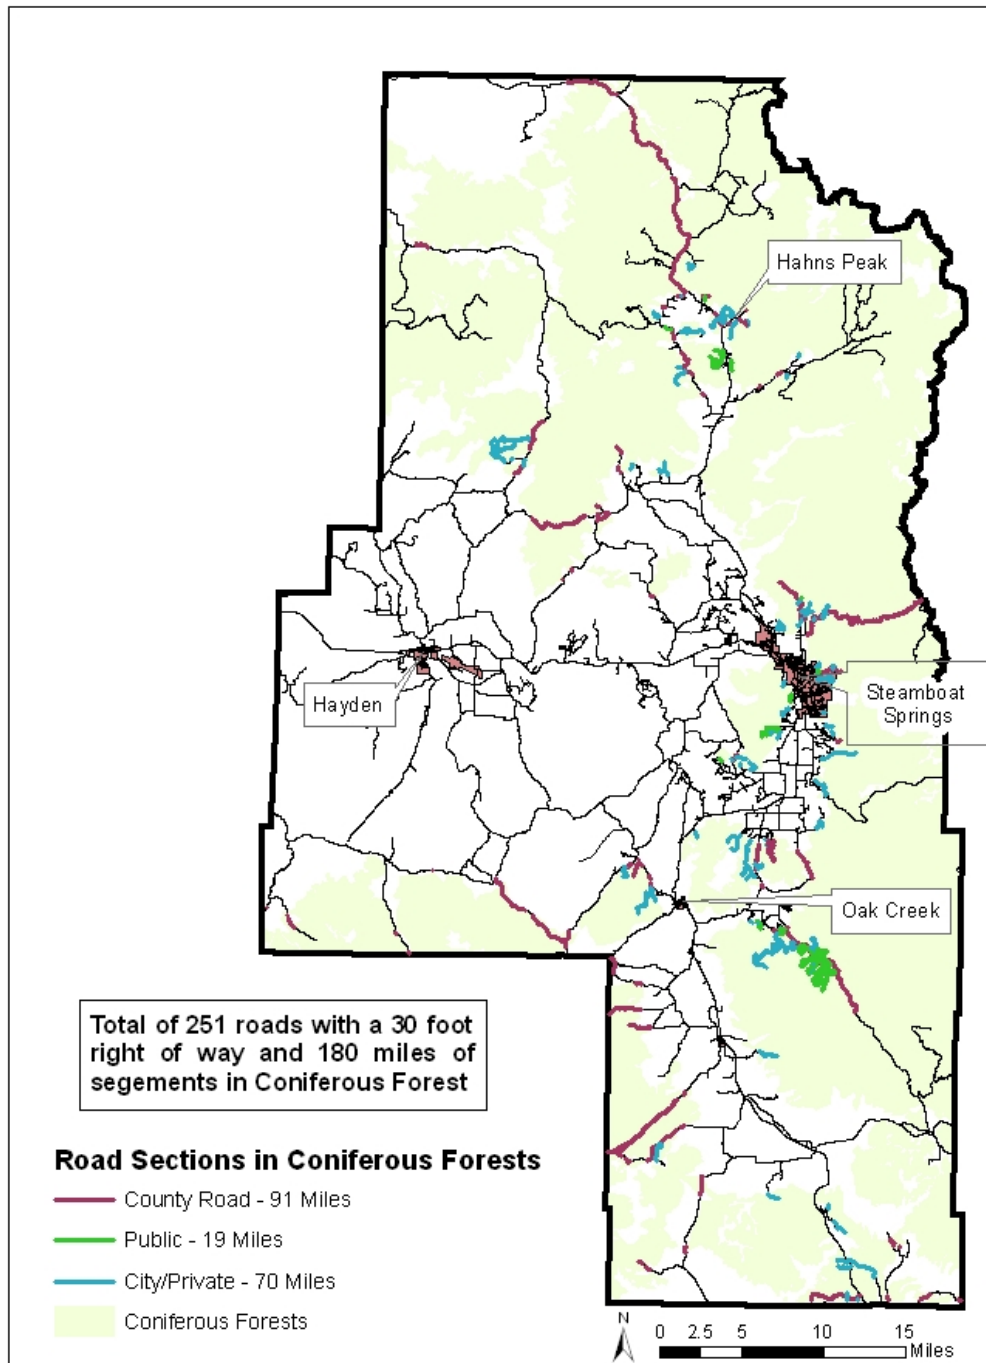 Hahns Peak
Hayden
Steamboat
Springs
Oak Creek
Total of 251 roads with a 30 foot
right of way and 180 miles of
segements in Coniferous Forest
Road Sections in Coniferous Forests
County Road - 91 Miles
Public - 19 Miles
City/Private - 70 Miles
Coniferous Forests
N
0 2.5 5 10 15
Miles